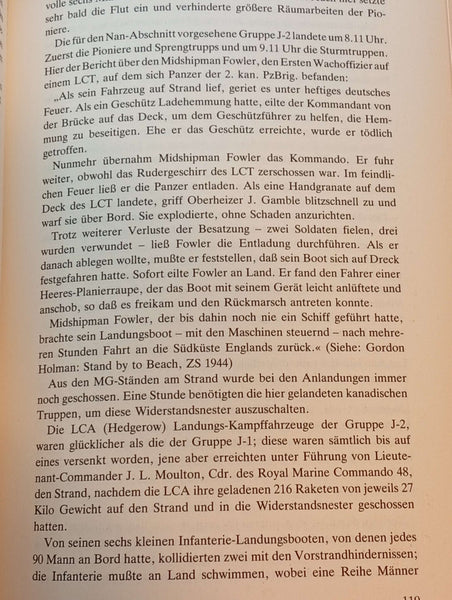 sehr bald die Flut ein und verhinderte größere Räumarbeiten der Pio-
niere.
Die für den Nan-Abschnitt vorgesehene Gruppe J-2 landete um 8.11 Uhr.
Zuerst die Pioniere und Sprengtrupps und um 9.11 Uhr die Sturmtruppen.
Hier der Bericht über den Midshipman Fowler, den Ersten Wachoffizier auf
einem LCT, auf dem sich Panzer der 2. kan. PzBrig. befanden:
„Als sein Fahrzeug auf Strand lief, geriet es unter heftiges deutsches
Feuer. Als ein Geschütz Ladehemmung hatte, eilte der Kommandant von
der Brücke auf das Deck, um dem Geschützführer zu helfen, die Hem-
mung zu beseitigen. Ehe er das Geschütz erreichte, wurde er tödlich
getroffen.
Nunmehr übernahm Midshipman Fowler das Kommando. Er fuhr
weiter, obwohl das Rudergeschirr des LCT zerschossen war. Im feindli-
chen Feuer ließ er die Panzer entladen. Als eine Handgranate auf dem
Deck des LCT landete, griff Oberheizer J. Gamble blitzschnell zu und
warf sie über Bord. Sie explodierte, ohne Schaden anzurichten.
Trotz weiterer Verluste der Besatzung – zwei Soldaten fielen, drei
wurden verwundet – ließ Fowler die Entladung durchführen. Als er
danach ablegen wollte, mußte er feststellen, daß sein Boot sich auf Dreck
festgefahren hatte. Sofort eilte Fowler an Land. Er fand den Fahrer einer
Heeres-Planierraupe, der das Boot mit seinem Gerät leicht anlüftete und
anschob, so daß es freikam und den Rückmarsch antreten konnte.
Midshipman Fowler, der bis dahin noch nie ein Schiff geführt hatte,
brachte sein Landungsboot – mit den Maschinen steuernd – nach mehre-
ren Stunden Fahrt an die Südküste Englands zurück.« (Siehe: Gordon
Holman: Stand by to Beach, ZS 1944)
Aus den MG-Ständen am Strand wurde bei den Anlandungen immer
noch geschossen. Eine Stunde benötigten die hier gelandeten kanadischen
Truppen, um diese Widerstandsnester auszuschalten.
Die LCA (Hedgerow) Landungs-Kampffahrzeuge der Gruppe J-2,
waren glücklicher als die der Gruppe J-1; diese waren sämtlich bis auf
eines versenkt worden, jene aber erreichten unter Führung von Lieute-
nant-Commander J. L. Moulton, Cdr. des Royal Marine Commando 48,
den Strand, nachdem die LCA ihre geladenen 216 Raketen von jeweils 27
Kilo Gewicht auf den Strand und in die Widerstandsnester geschossen
hatten.
Von seinen sechs kleinen Infanterie-Landungsbooten, von denen jedes
90 Mann an Bord hatte, kollidierten zwei mit den Vorstrandhindernissen;
die Infanterie mußte an Land schwimmen, wobei eine Reihe Männer